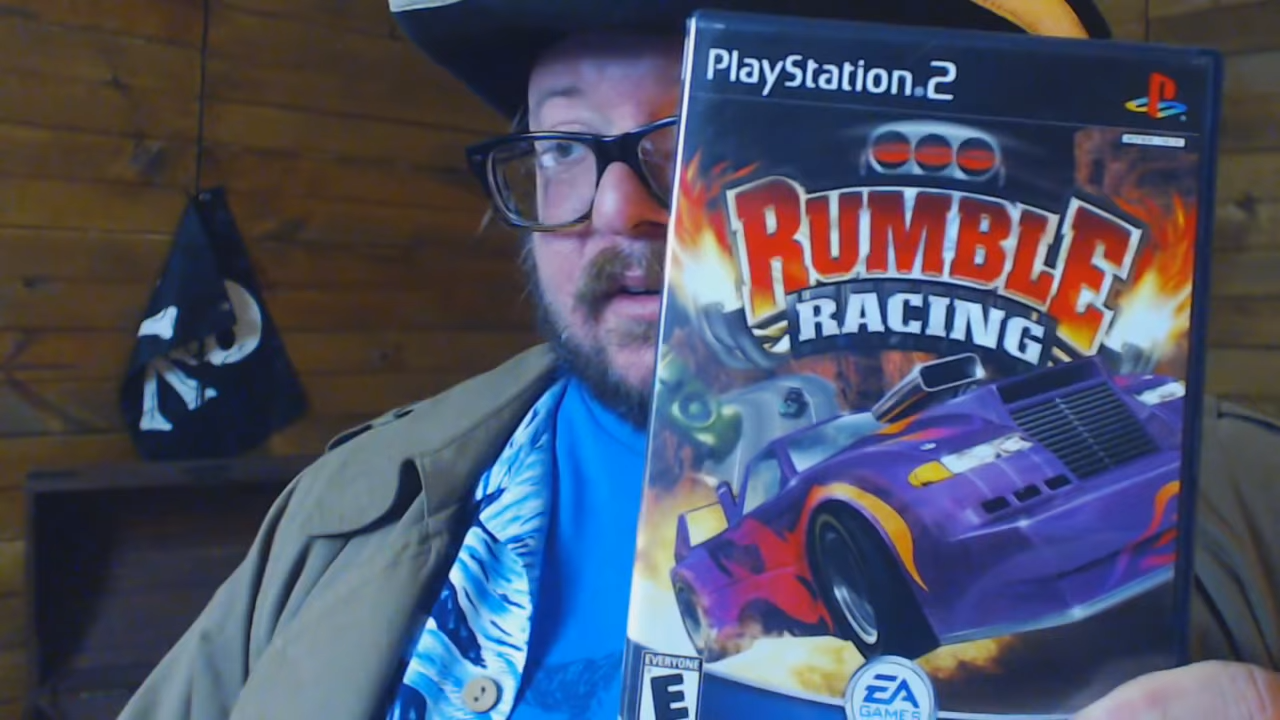 PlayStation.2
RUMBLE
RACING
EVERYONE
E
EA
GAMES